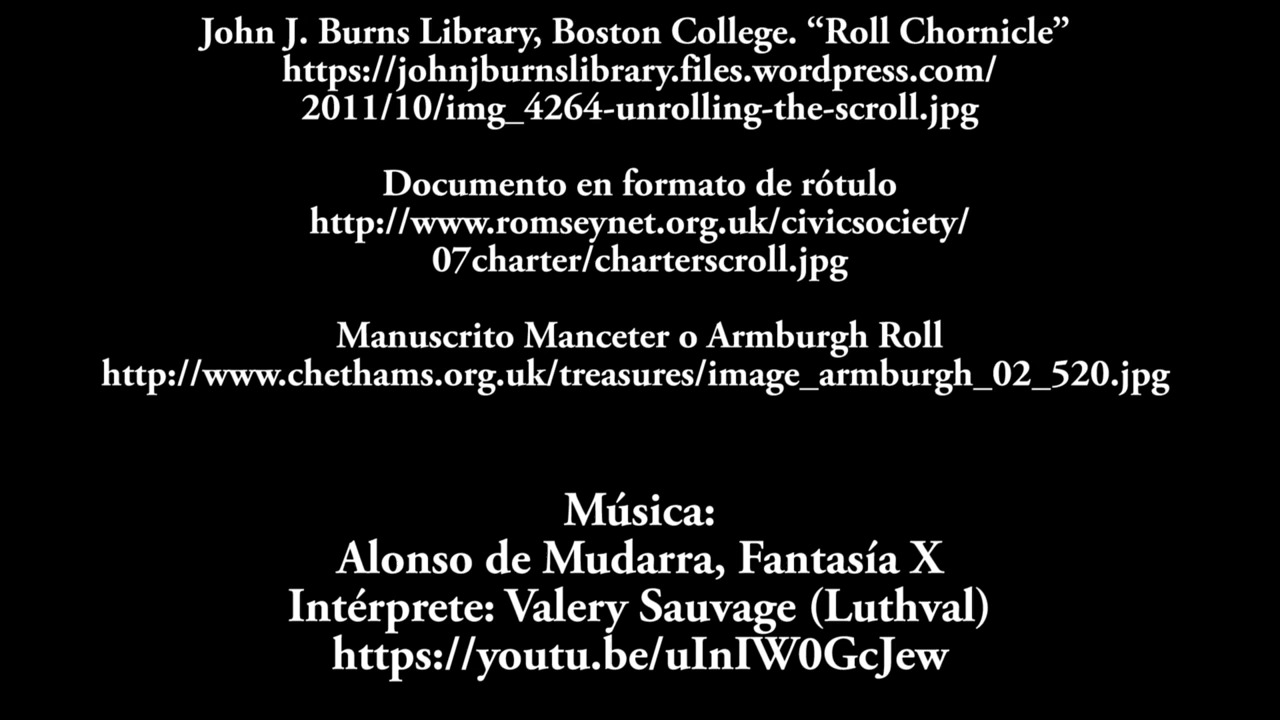 John J. Burns Library, Boston College. “Roll Chornicle”
https://johnjburnslibrary.files.wordpress.com/
2011/10/img_4264-unrolling-the-scroll.jpg
Documento en formato de rótulo
http://www.romseynet.org.uk/civicsociety/
07charter/charterscroll.jpg
Manuscrito Manceter o Armburgh Roll
http://www.chethams.org.uk/treasures/image_armburgh_02_520.jpg
Música:
Alonso de Mudarra, Fantasía X
Intérprete: Valery Sauvage (Luthval)
https://youtu.be/uInIW0GcJew